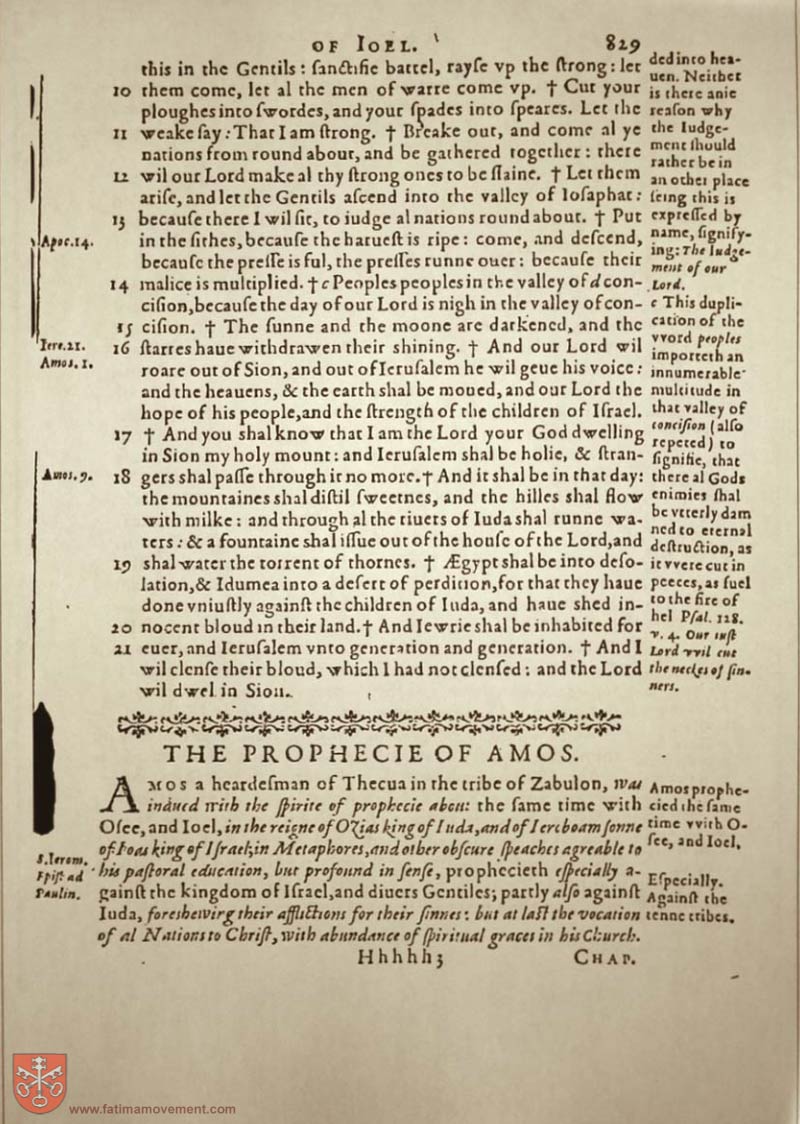 OF IOEL. 829
this in the Gentils: ſanctifie battel, rayſe vp the ſtrong: let
10 them come, let al the men of warre come vp. † Cut your
ploughes into ſwordes, and your ſpades into ſpeares. Let the
11 weake ſay: That I am ſtrong. † Breake out, and come al ye
nations from round about, and be gathered together: there
12 wil our Lord make al thy ſtrong ones to be ſlaine. † Let them
ariſe, and let the Gentils aſcend into the valley of Ioſaphat:
13 becauſe there I wil ſit, to iudge al nations round about. † Put
in the ſithes, becauſe the harueſt is ripe: come, and deſcend,
becauſe the preſſe is ful, the preſſes runne ouer: becauſe their
14 malice is multiplied. † c Peoples peoples in the valley of d con-
ciſion, becauſe the day of our Lord is nigh in the valley of con-
15 ciſion. † The ſunne and the moone are darkened, and the
16 ſtarres haue withdrawen their shining. † And our Lord wil
roare out of Sion, and out of Ieruſalem he wil geue his voice:
and the heauens, & the earth shal be moued, and our Lord the
hope of his people, and the ſtrength of the children of Iſrael.
17 † And you shal know that I am the Lord your God dwelling
in Sion my holy mount: and Ieruſalem shal be holie, & ſtran-
18 gers shal paſſe through it no more. † And it shal be in that day:
the mountaines shal diſtil ſweetnes, and the hilles shal flow
with milke: and through al the riuers of Iuda shal runne wa-
ters: & a fountaine shal iſſue out of the houſe of the Lord, and
19 shal water the torrent of thornes. † Ægypt shal be into deſo-
lation, & Idumea into a deſert of perdition, for that they haue
done vniuſtly againſt the children of Iuda, and haue shed in-
20 nocent bloud in their land. † And Iewrie shal be inhabited for
21 euer, and Ieruſalem vnto generation and generation. † And I
wil clenſe their bloud, which I had not clenſed: and the Lord
wil dwel in Sion.
Apoc. 14.
Iere. 21.
Amos. 1.
Amos. 9.
ded into hea-
uen. Neither
is there anie
reaſon why
the Iudge-
ment ſhould
rather be in
an other place
ſeing this is
expreſſed by
name, ſignify-
ing: The Iudge-
ment of our
Lord.
c This dupli-
cation of the
vvord peoples
importeth an
innumerable
multitude in
that valley of
conciſion (alſo
repeted) to
ſignifie, that
there al Gods
enimies ſhal
be vtterly dam
ned to eternal
deſtruction, as
it vvere cut in
peeces, as fuel
to the fire of
hel Pſal. 128.
v. 4. Our iuſt
Lord vvil cut
the neckes of ſin-
ners.
THE PROPHECIE OF AMOS.
AMOS a heardeſman of Thecua in the tribe of Zabulon, was
indued with the ſpirite of prophecie about the ſame time with
Oſee, and Ioel, in the reigne of Ozias king of Iuda, and of Ieroboam ſonne
of Ioas king of Iſrael; in Metaphores, and other obſcure ſpeaches agreable to
his paſtoral education, but profound in ſenſe, prophecieth eſpecially a-
gainſt the kingdom of Iſrael, and diuers Gentiles; partly alſo againſt
Iuda, foreshewing their afflictions for their ſinnes: but at laſt the vocation
of al Nations to Chriſt, with abundance of ſpiritual graces in his Church.
S. Ierom.
Epiſt ad
Paulin.
Amos prophe-
cied the ſame
time vvith O-
ſee, and Ioel.
Eſpecially.
Againſt the
tenne tribes.
Hhhhh3 CHAP.
www.fatimamovement.com